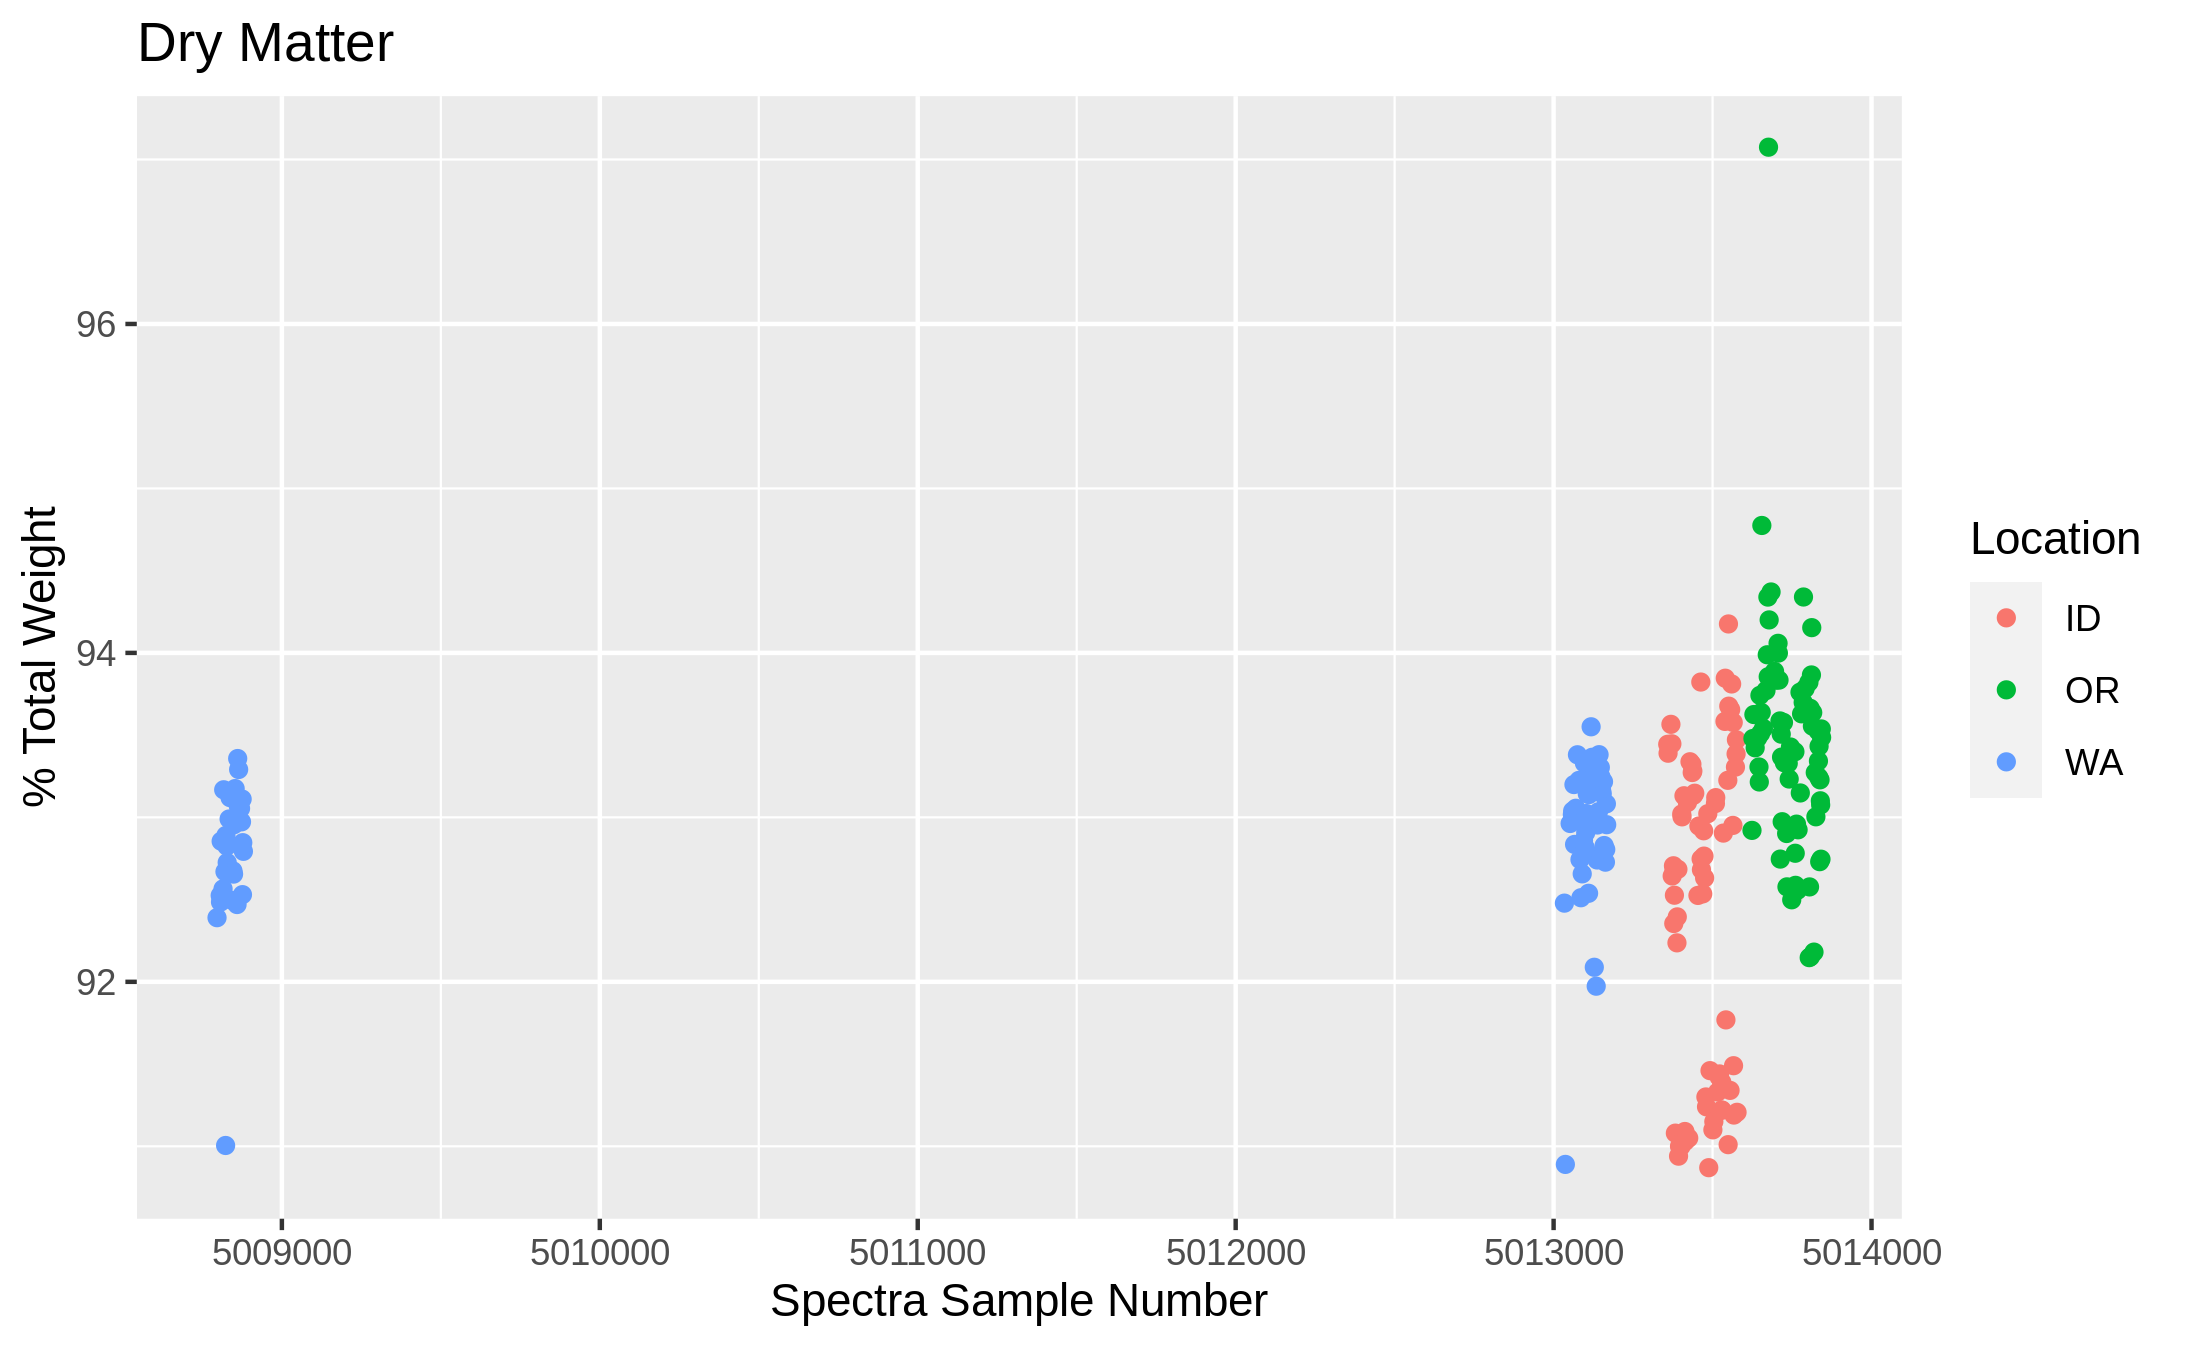 Dry Matter
% Total Weight
96
94
92
5009000 5010000 5011000 5012000 5013000 5014000
Spectra Sample Number
Location
ID
OR
WA